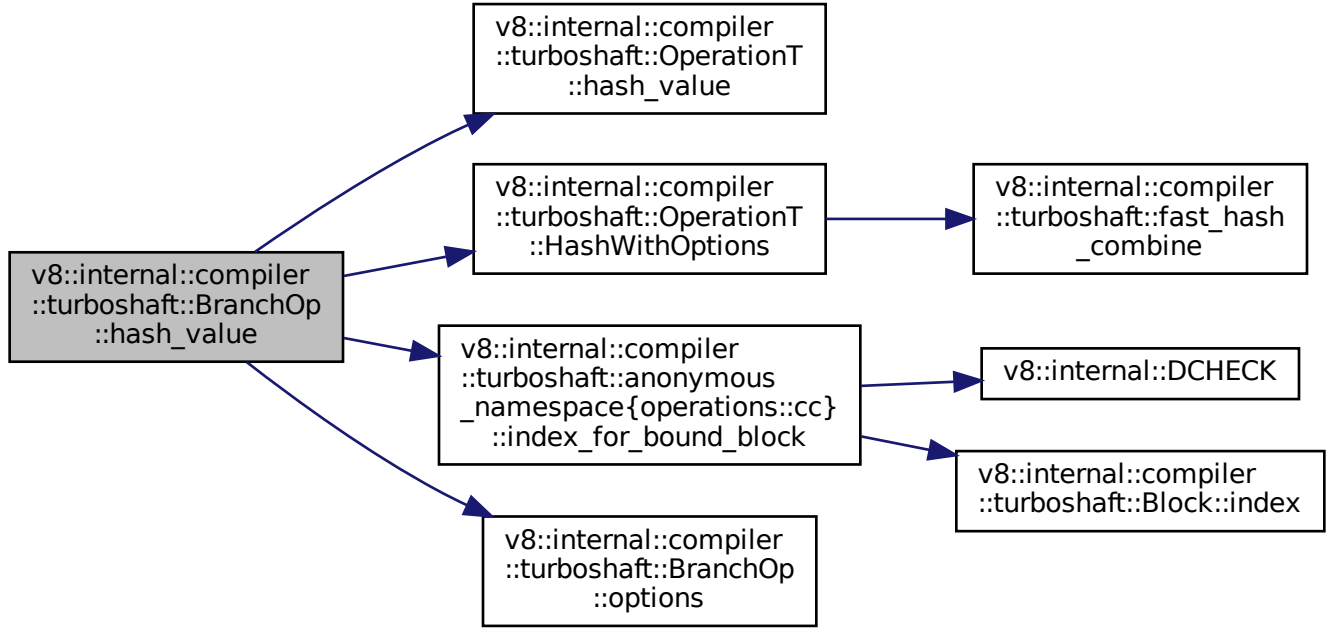 v8::internal::compiler
::turboshaft::OperationT
::hash_value
v8::internal::compiler
::turboshaft::OperationT
::HashWithOptions
v8::internal::compiler
::turboshaft::fast_hash
_combine
v8::internal::compiler
::turboshaft::BranchOp
::hash_value
v8::internal::compiler
::turboshaft::anonymous
_namespace{operations::cc}
::index_for_bound_block
v8::internal::DCHECK
v8::internal::compiler
::turboshaft::Block::index
v8::internal::compiler
::turboshaft::BranchOp
::options